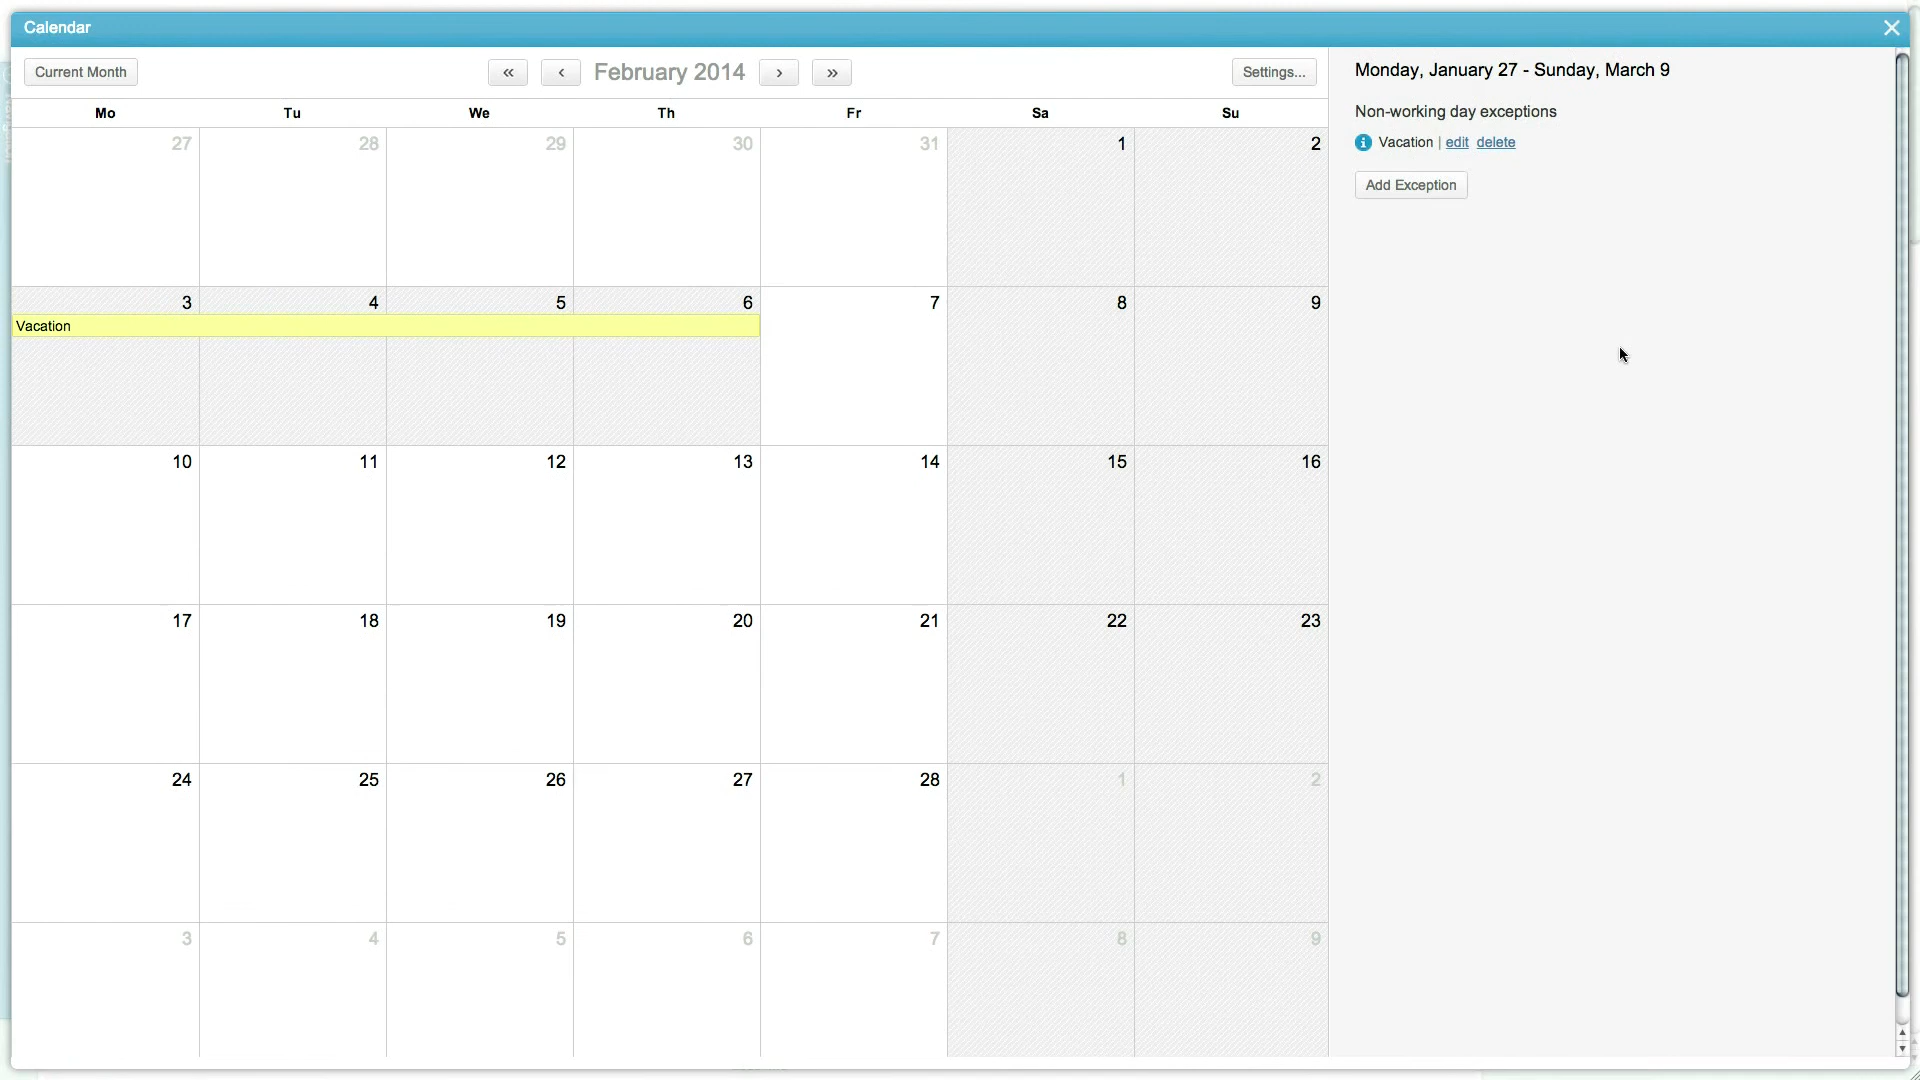 Calendar
Current Month « ‹ February 2014 › » Settings...
Mo Tu We Th Fr Sa Su
27 28 29 30 31 1 2
3 4 5 6 7 8 9
Vacation
10 11 12 13 14 15 16
17 18 19 20 21 22 23
24 25 26 27 28 1 2
3 4 5 6 7 8 9
Monday, January 27 - Sunday, March 9
Non-working day exceptions
Vacation | edit delete
Add Exception